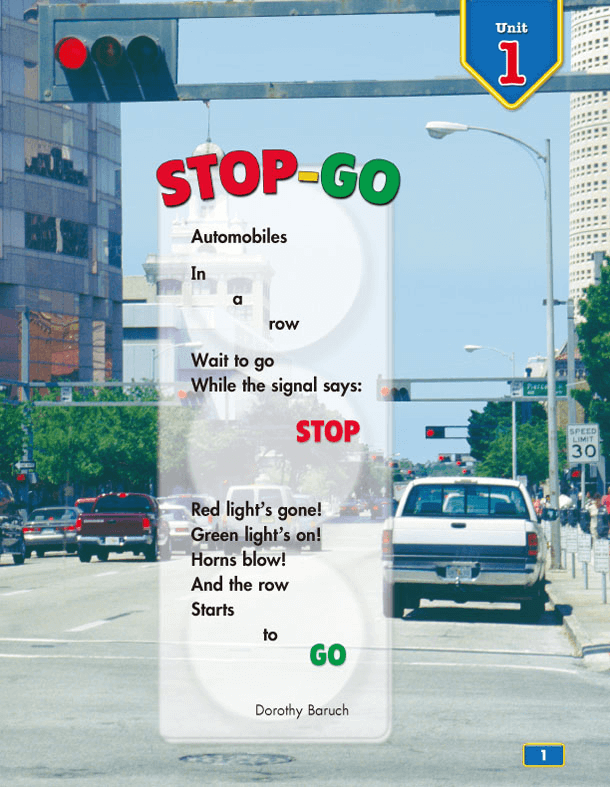 Unit
1
STOP-GO
Automobiles
In
a
row
Wait to go
While the signal says:
STOP
Red light's gone!
Green light's on!
Horns blow!
And the row
Starts
to
GO
Dorothy Baruch
SPEED
LIMIT
30
1